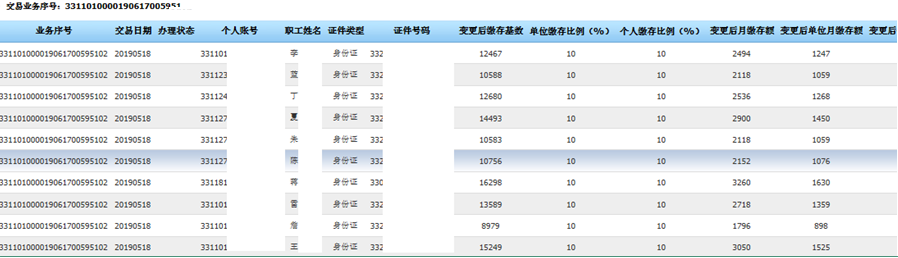 交易业务序号: 3311010000190617005951
业务序号 交易日期 办理状态 个人账号 职工姓名 证件类型 证件号码 变更后缴存基数 单位缴存比例（%） 个人缴存比例（%） 变更后月缴存额 变更后单位月缴存额 变更后
331101000019061700595102 20190518 331101 李 身份证 332 12467 10 10 2494 1247
331101000019061700595102 20190518 331123 蓝 身份证 332 10588 10 10 2118 1059
331101000019061700595102 20190518 331124 丁 身份证 332 12680 10 10 2536 1268
331101000019061700595102 20190518 331127 夏 身份证 332 14493 10 10 2900 1450
331101000019061700595102 20190518 331127 朱 身份证 332 10583 10 10 2118 1059
331101000019061700595102 20190518 331127 陈 身份证 332 10756 10 10 2152 1076
331101000019061700595102 20190518 331181 蒋 身份证 330 16298 10 10 3260 1630
331101000019061700595102 20190518 331101 雷 身份证 332 13589 10 10 2718 1359
331101000019061700595102 20190518 331101 詹 身份证 332 8979 10 10 1796 898
331101000019061700595102 20190518 331101 王 身份证 332 15249 10 10 3050 1525